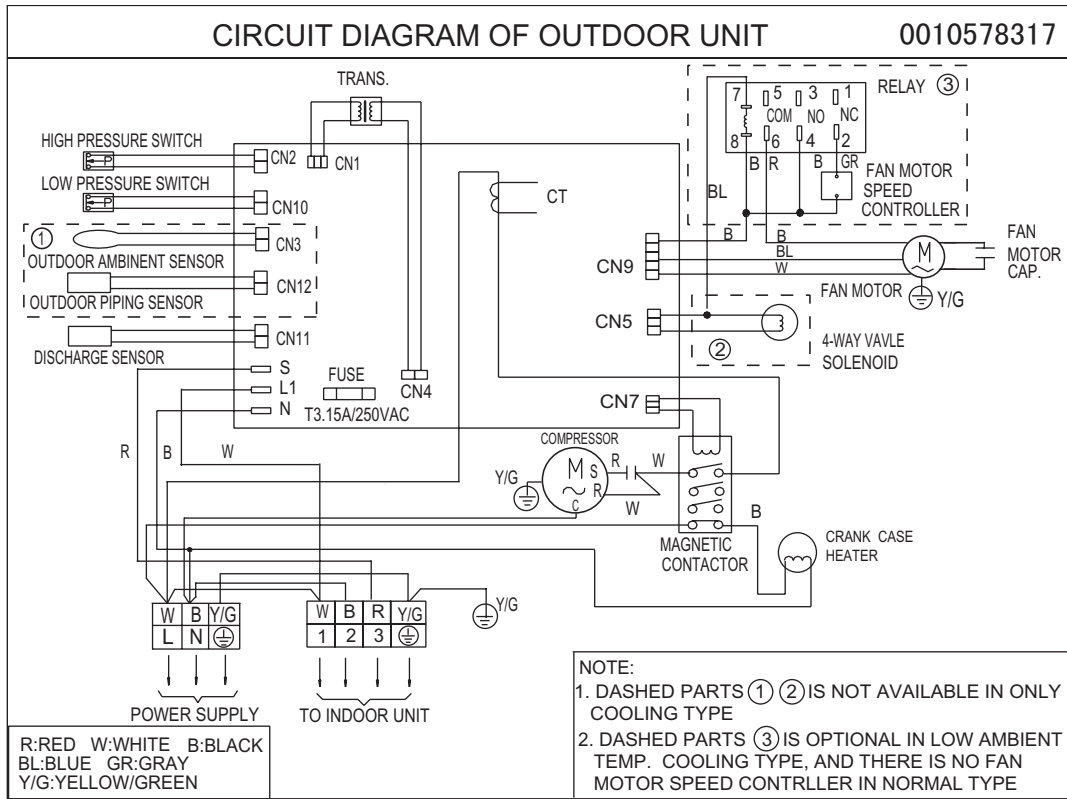 CIRCUIT DIAGRAM OF OUTDOOR UNIT
0010578317
TRANS.
HIGH PRESSURE SWITCH
P
CN2
CN1
LOW PRESSURE SWITCH
P
CN10
①
CN3
OUTDOOR AMBINENT SENSOR
CN12
OUTDOOR PIPING SENSOR
CN11
DISCHARGE SENSOR
S
L1
N
FUSE
T3.15A/250VAC
CN4
CT
RELAY ③
7 5 3 1
COM NO NC
8 6 4 2
B R B GR
BL
FAN MOTOR
SPEED
CONTROLLER
B
B
BL
W
CN9
M
FAN
MOTOR
CAP.
FAN MOTOR
Y/G
CN5
②
4-WAY VAVLE
SOLENOID
CN7
COMPRESSOR
M S
R
C
R W
W
Y/G
R B W
B
MAGNETIC
CONTACTOR
CRANK CASE
HEATER
Y/G
W B Y/G
L N
W B R Y/G
1 2 3
POWER SUPPLY
TO INDOOR UNIT
R:RED W:WHITE B:BLACK
BL:BLUE GR:GRAY
Y/G:YELLOW/GREEN
NOTE:
1. DASHED PARTS ① ② IS NOT AVAILABLE IN ONLY
COOLING TYPE
2. DASHED PARTS ③ IS OPTIONAL IN LOW AMBIENT
TEMP. COOLING TYPE, AND THERE IS NO FAN
MOTOR SPEED CONTRLLER IN NORMAL TYPE